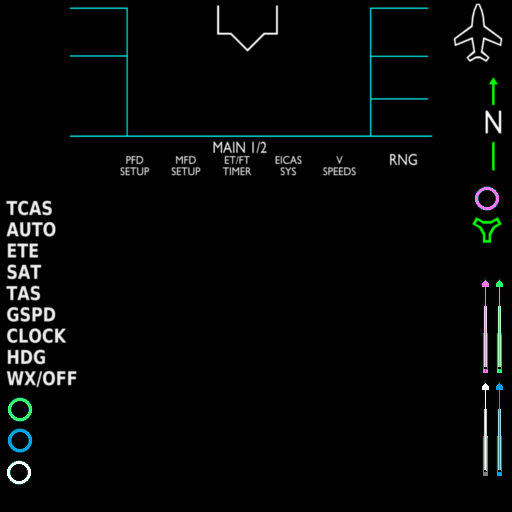 N
MAIN 1/2
PFD SETUP
MFD SETUP
ET/FT TIMER
EICAS SYS
V SPEEDS
RNG
TCAS
AUTO
ETE
SAT
TAS
GSPD
CLOCK
HDG
WX/OFF